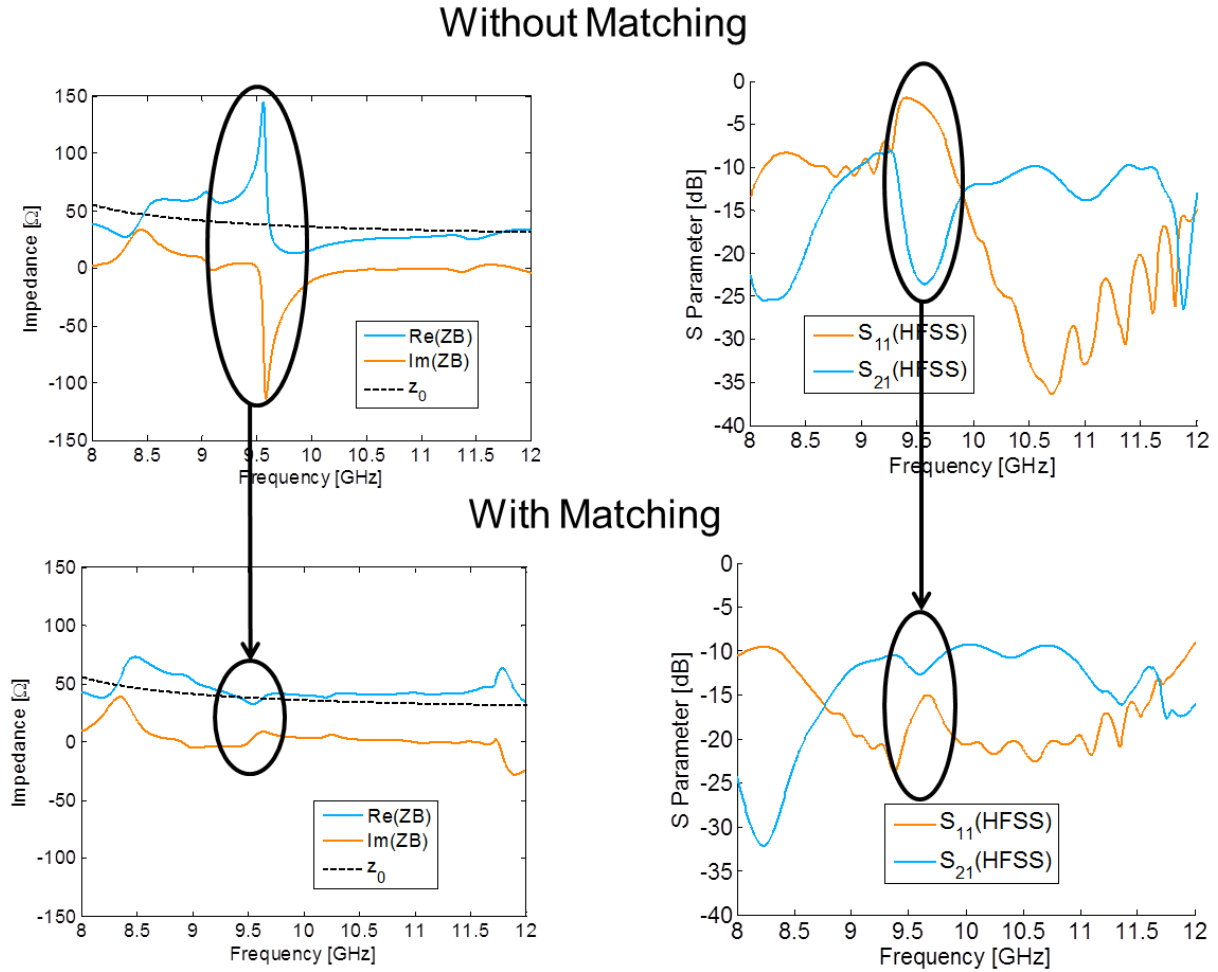 Without Matching
150
100
50
0
-50
-100
-150
Impedance [Ω]
8 8.5 9 9.5 10 10.5 11 11.5 12
Frequency [GHz]
Re(ZB)
Im(ZB)
z0
0
-5
-10
-15
-20
-25
-30
-35
-40
S Parameter [dB]
8 8.5 9 9.5 10 10.5 11 11.5 12
Frequency [GHz]
S11(HFSS)
S21(HFSS)
With Matching
150
100
50
0
-50
-100
-150
Impedance [Ω]
8 8.5 9 9.5 10 10.5 11 11.5 12
Frequency [GHz]
Re(ZB)
Im(ZB)
z0
0
-5
-10
-15
-20
-25
-30
-35
-40
S Parameter [dB]
8 8.5 9 9.5 10 10.5 11 11.5 12
Frequency [GHz]
S11(HFSS)
S21(HFSS)